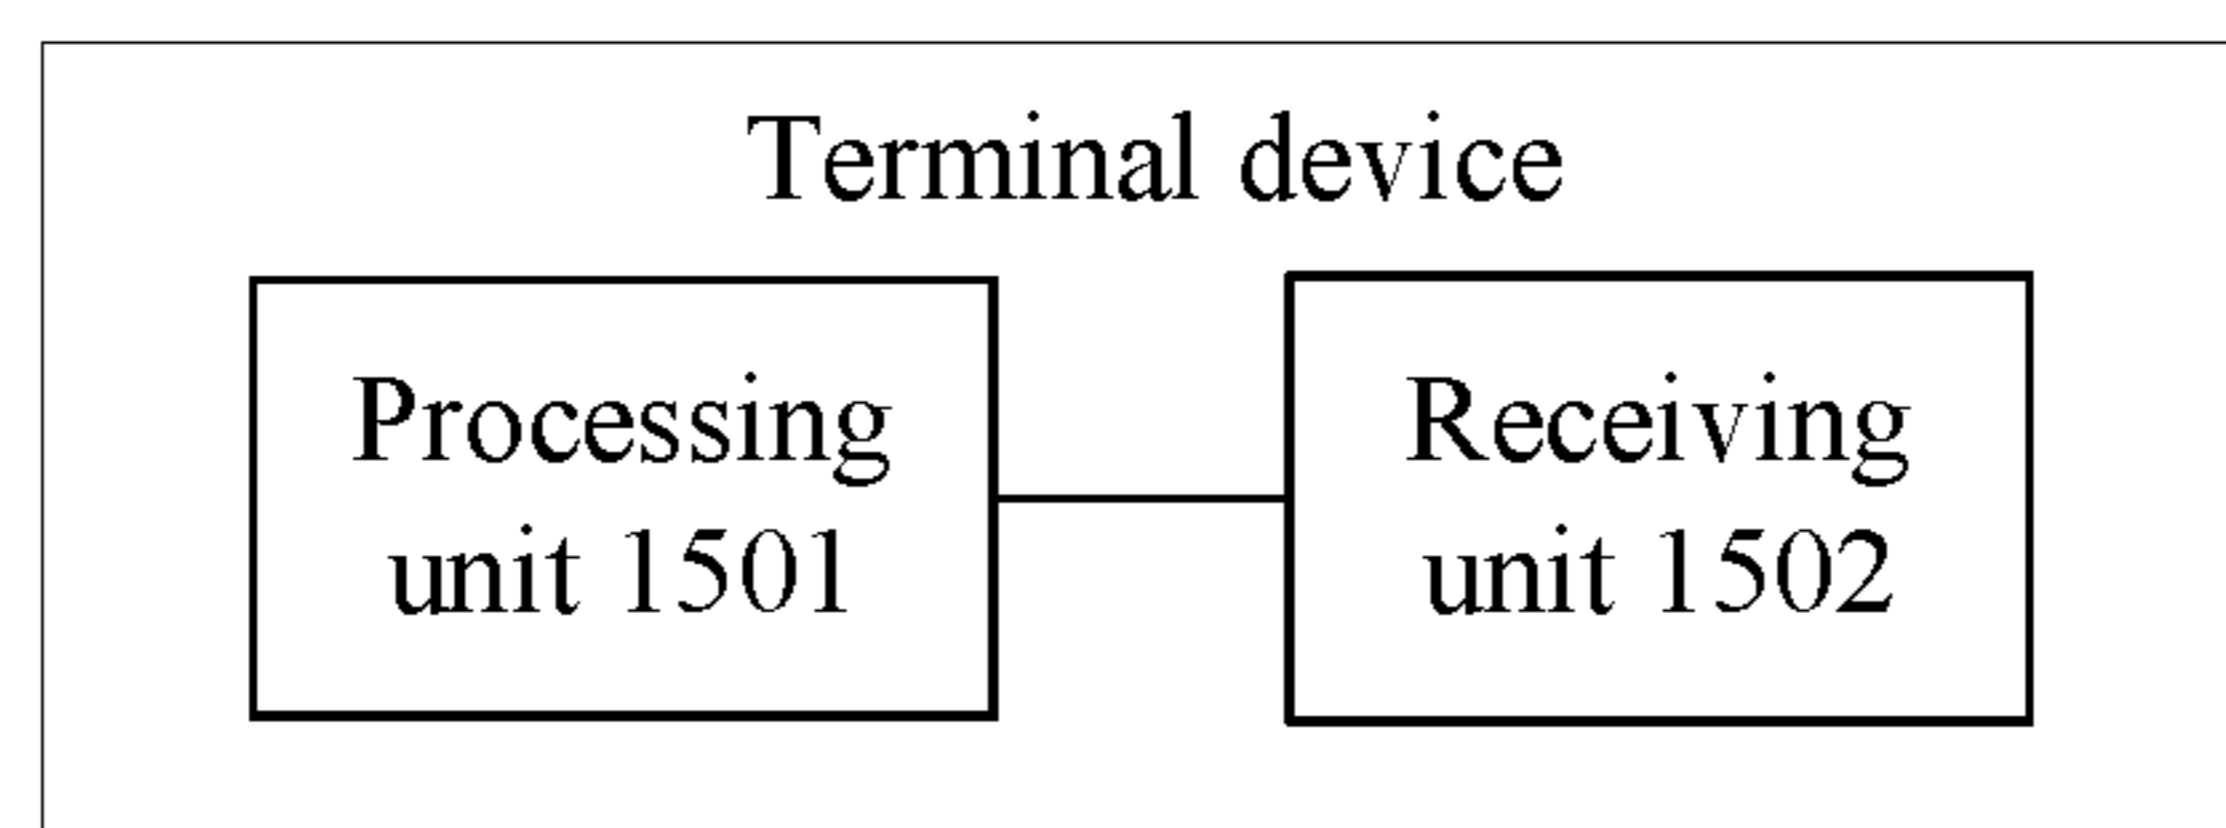 Terminal device
Processing
unit 1501
Receiving
unit 1502